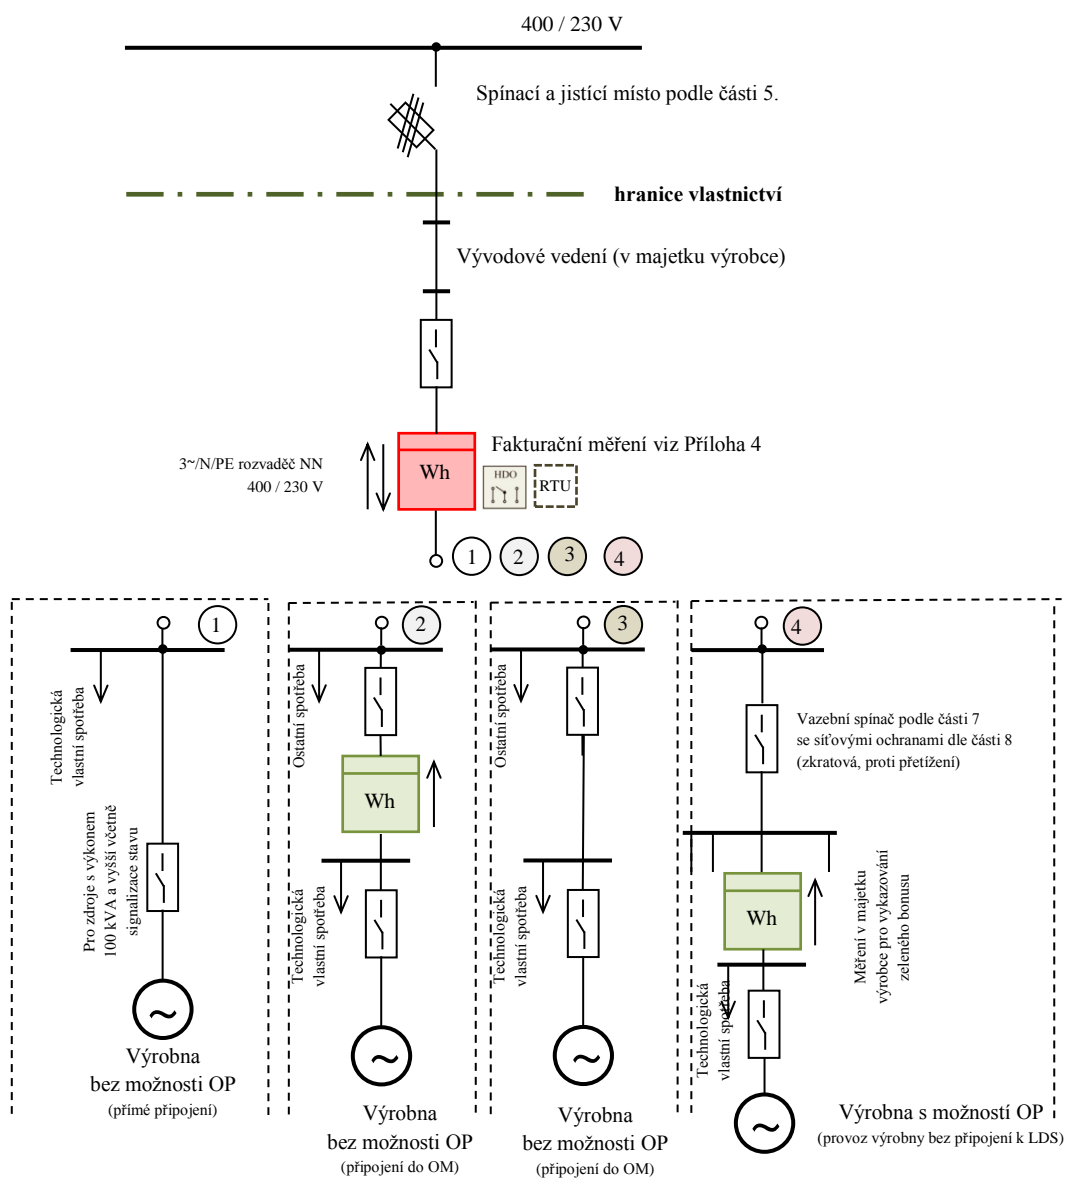 400 / 230 V
Spínací a jistící místo podle části 5.
hranice vlastnictví
Vývodové vedení (v majetku výrobce)
Fakturační měření viz Příloha 4
3~/N/PE rozvaděč NN
400 / 230 V
Wh
HDO
RTU
1
2
3
4
1
Technologická
vlastní spotřeba
Pro zdroje s výkonem
100 kVA a vyšší včetně
signalizace stavu
~
Výrobna
bez možnosti OP
(přímé připojení)
2
Ostatní spotřeba
Wh
Technologická
vlastní spotřeba
~
Výrobna
bez možnosti OP
(připojení do OM)
3
Ostatní spotřeba
Technologická
vlastní spotřeba
~
Výrobna
bez možnosti OP
(připojení do OM)
4
Vazební spínač podle části 7
se síťovými ochranami dle části 8
(zkratová, proti přetížení)
Wh
Měření v majetku
výrobce pro vykazování
zeleného bonusu
Technologická
vlastní spotřeba
~
Výrobna s možností OP
(provoz výrobny bez připojení k LDS)